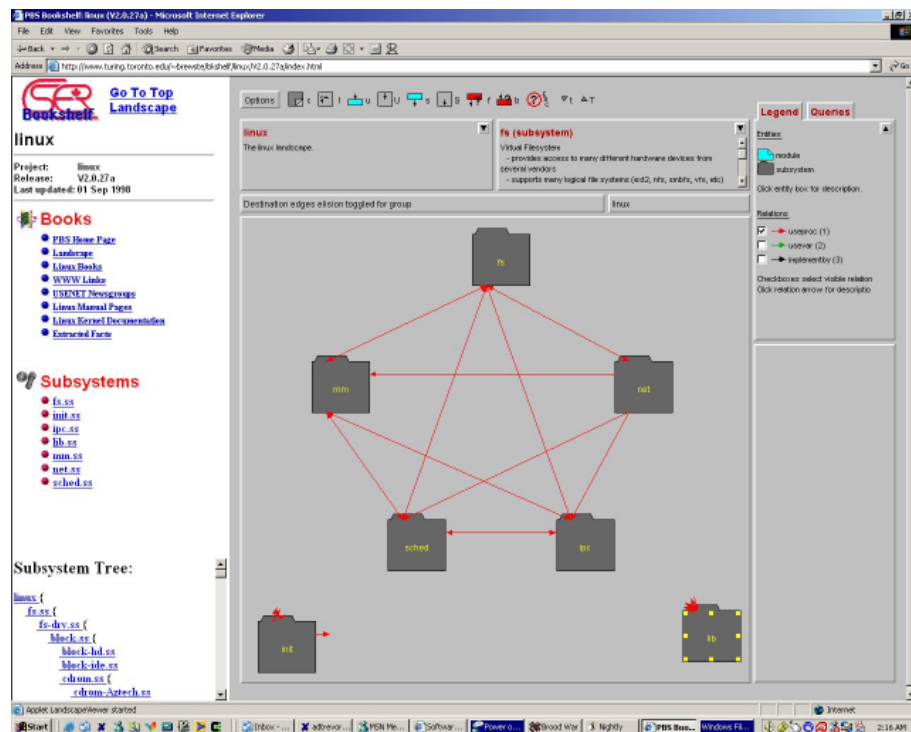 PBS Bookshelf: linux (V2.0.27a) - Microsoft Internet Explorer
File Edit View Favorites Tools Help
Back Search Favorites Media
Address http://www.turing.toronto.edu/~brewste/bkshelf/linux/V2.0.27a/index.html Go
Bookshelf
Go To Top
Landscape
linux
Project: linux
Release: V2.0.27a
Last updated: 01 Sep 1998
Books
PBS Home Page
Landscape
Linux Books
WWW Links
USENET Newsgroups
Linux Manual Pages
Linux Kernel Documentation
Extracted Facts
Subsystems
fs.ss
init.ss
ipc.ss
lib.ss
mm.ss
net.ss
sched.ss
Subsystem Tree:
linux {
fs.ss {
fs-drv.ss {
block.ss {
block-hd.ss
block-ide.ss
cdrom.ss {
cdrom-Aztech.ss
Options c f u U s S r b t T
linux
The linux landscape.
fs (subsystem)
Virtual Filesystem
- provides access to many different hardware devices from
several vendors
- supports many logical file systems (ext2, nfs, smbfs, vfs, etc)
Destination edges elision toggled for group
linux
fs
mm
net
sched
ipc
init
lib
Legend Queries
Entities
module
subsystem
Click entity box for description.
Relations
useproc (1)
usevar (2)
implementby (3)
Checkboxes select visible relation
Click relation arrow for descriptio
Applet LandscapeViewer started
Internet
Start Inbox - ... adtrevor... MSN Me... Softwar... Power o... Brood War Nightly PBS Boo... Windows Fil... 2:16 AM